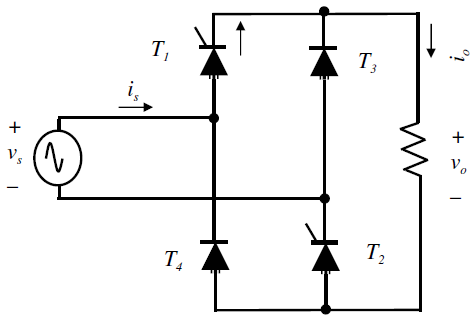 T1
T3
is
io
+
vs
−
+
vo
−
T4
T2